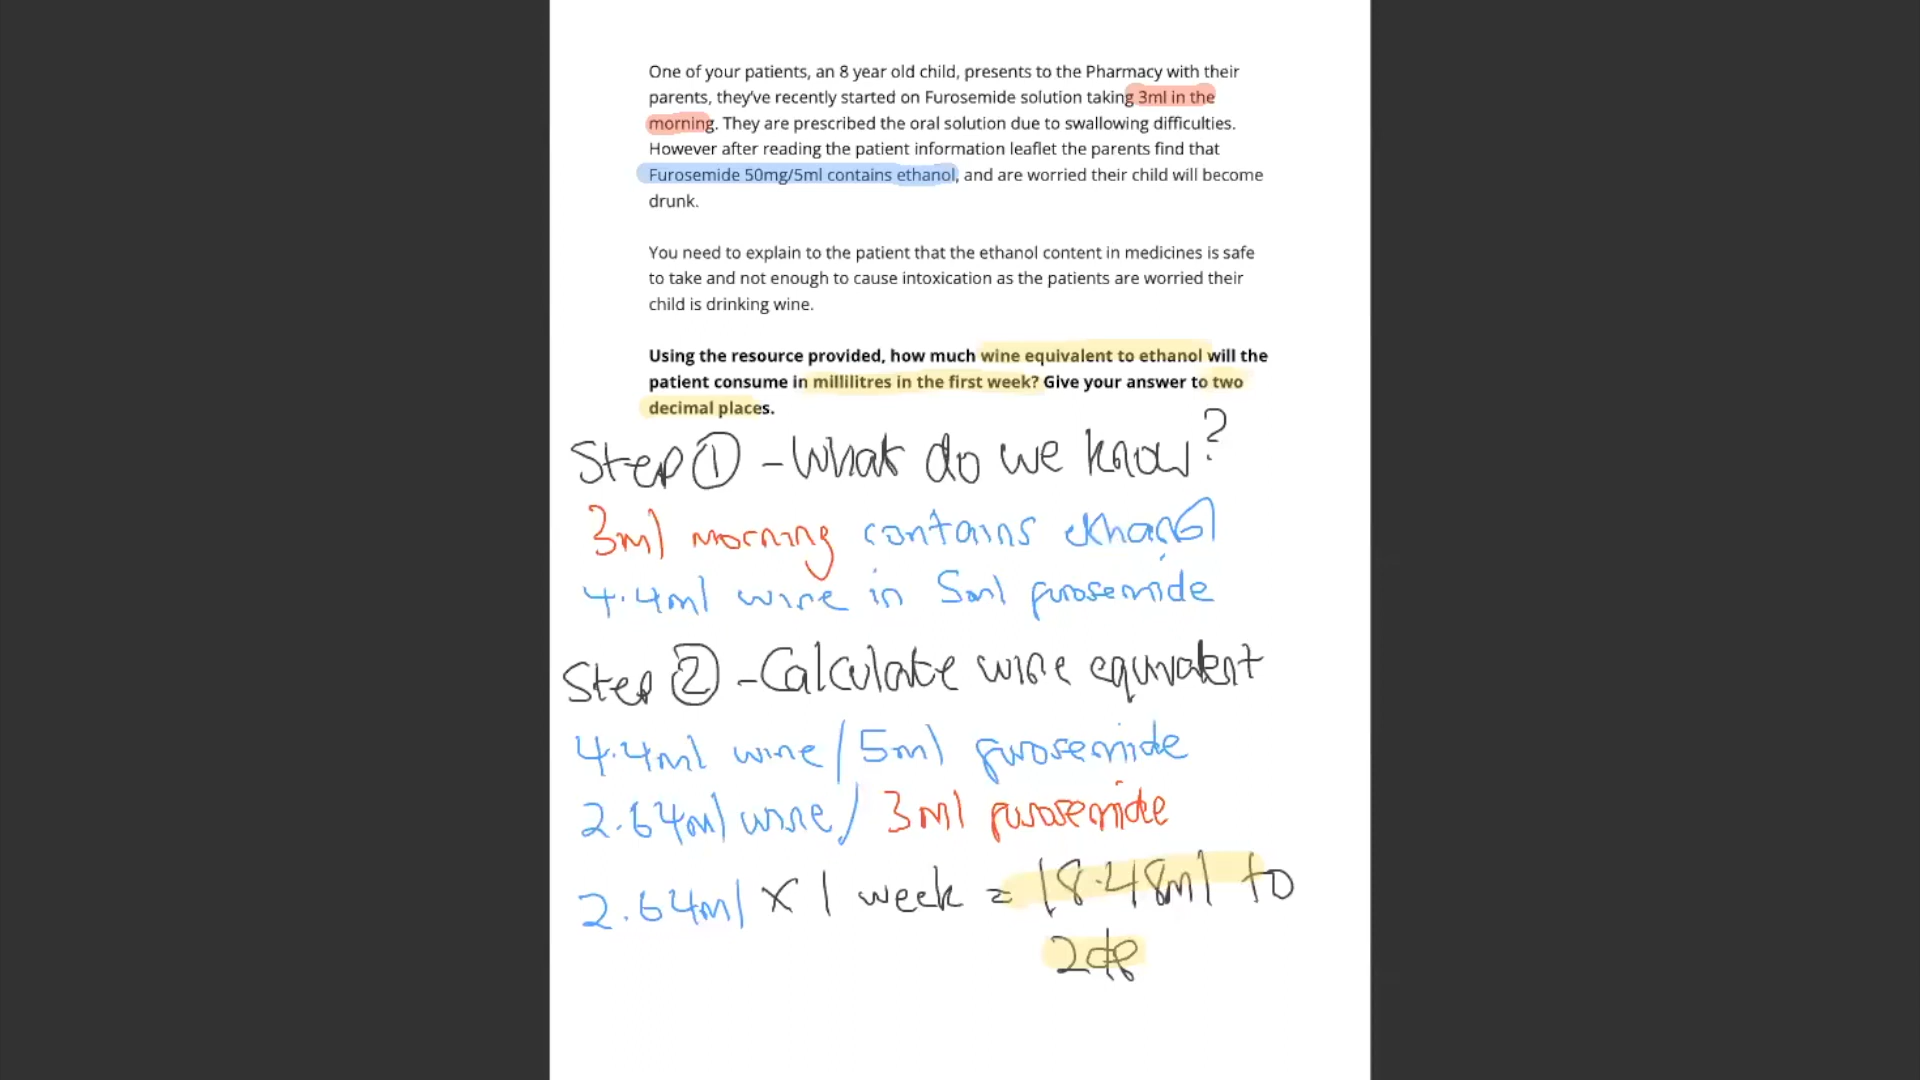 One of your patients, an 8 year old child, presents to the Pharmacy with their
parents, they've recently started on Furosemide solution taking 3ml in the
morning. They are prescribed the oral solution due to swallowing difficulties.
However after reading the patient information leaflet the parents find that
Furosemide 50mg/5ml contains ethanol, and are worried their child will become
drunk.
You need to explain to the patient that the ethanol content in medicines is safe
to take and not enough to cause intoxication as the patients are worried their
child is drinking wine.
Using the resource provided, how much wine equivalent to ethanol will the
patient consume in millilitres in the first week? Give your answer to two
decimal places.
Step ① - What do we know?
3ml morning contains ethanol
4.4ml wine in 5ml furosemide
Step ② - Calculate wine equivalent
4.4ml wine / 5ml furosemide
2.64ml wine / 3ml furosemide
2.64ml × 1 week = 18.48ml to
2dp